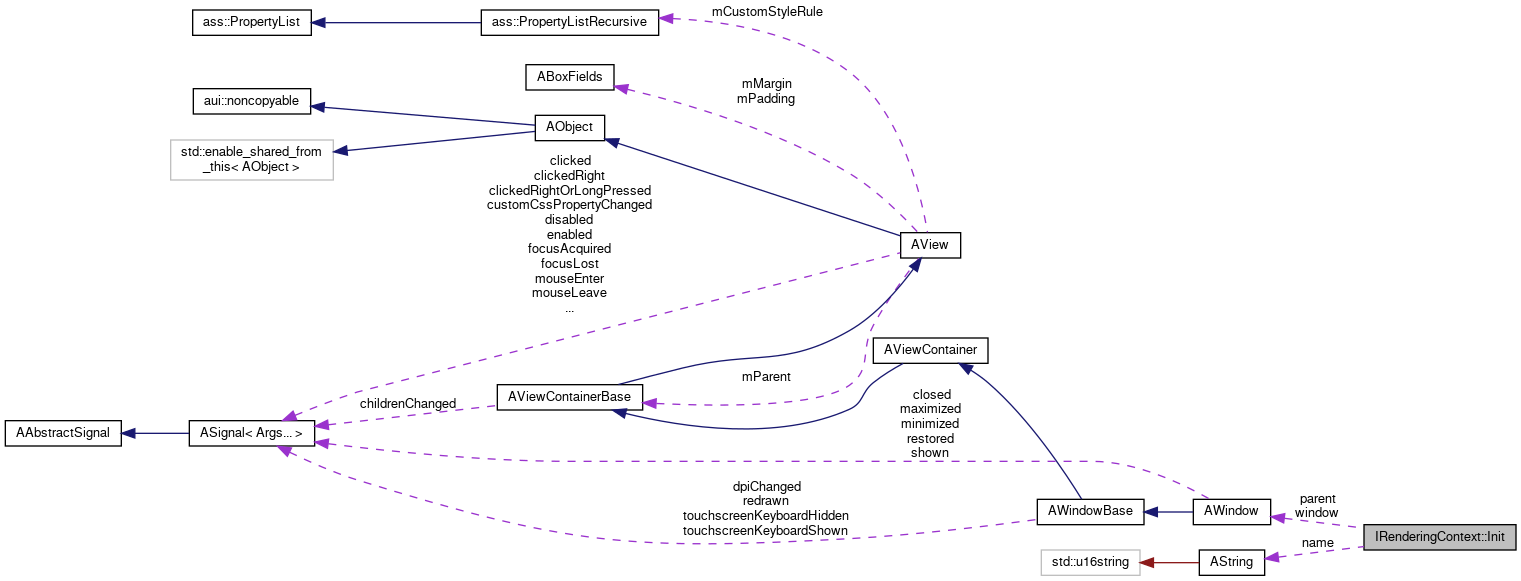 mCustomStyleRule
ass::PropertyList
ass::PropertyListRecursive
ABoxFields
mMargin
mPadding
aui::noncopyable
AObject
std::enable_shared_from
_this< AObject >
clicked
clickedRight
clickedRightOrLongPressed
customCssPropertyChanged
disabled
enabled
focusAcquired
focusLost
mouseEnter
mouseLeave
...
AView
AViewContainer
mParent
AViewContainerBase
childrenChanged
closed
maximized
minimized
restored
shown
AAbstractSignal
ASignal< Args... >
dpiChanged
redrawn
touchscreenKeyboardHidden
touchscreenKeyboardShown
AWindowBase
AWindow
parent
window
IRenderingContext::Init
name
std::u16string
AString